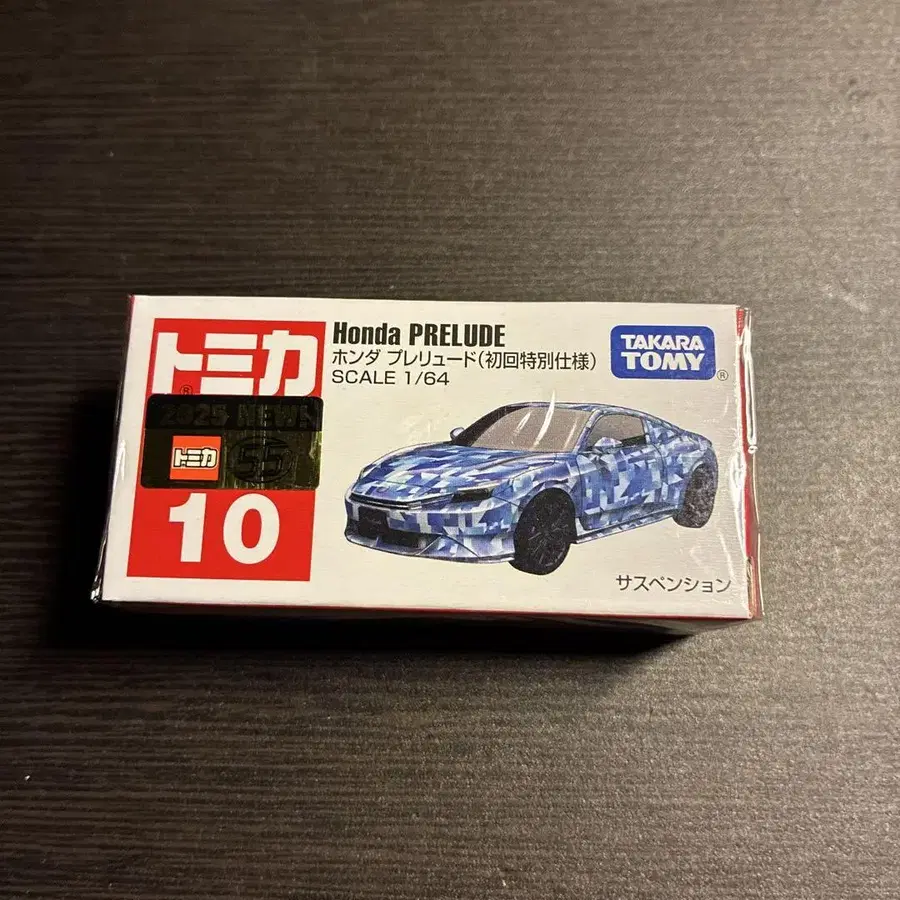 トミカ
®
2025 NEW!
トミカ
55
10
Honda PRELUDE
ホンダ プレリュード(初回特別仕様)
SCALE 1/64
TAKARA
TOMY
®
サスペンション